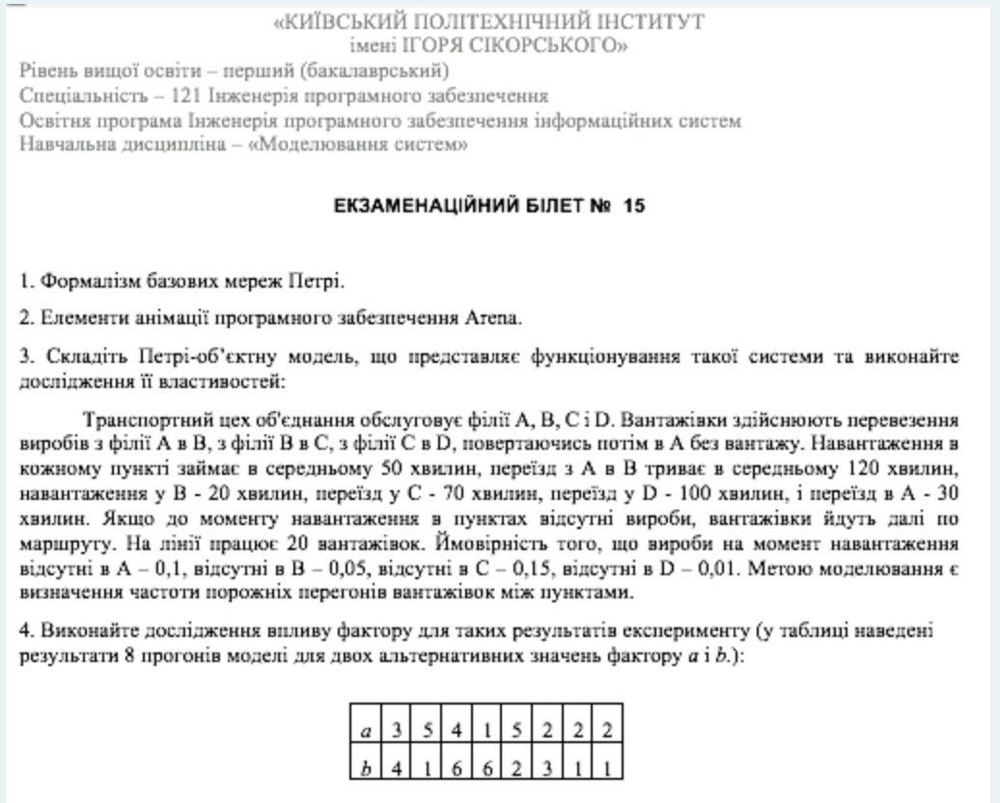 «КИЇВСЬКИЙ ПОЛІТЕХНІЧНИЙ ІНСТИТУТ
імені ІГОРЯ СІКОРСЬКОГО»
Рівень вищої освіти – перший (бакалаврський)
Спеціальність – 121 Інженерія програмного забезпечення
Освітня програма Інженерія програмного забезпечення інформаційних систем
Навчальна дисципліна – «Моделювання систем»
ЕКЗАМЕНАЦІЙНИЙ БІЛЕТ № 15
1. Формалізм базових мереж Петрі.
2. Елементи анімації програмного забезпечення Arena.
3. Складіть Петрі-об’єктну модель, що представляє функціонування такої системи та виконайте
дослідження її властивостей:
Транспортний цех об'єднання обслуговує філії A, B, C і D. Вантажівки здійснюють перевезення
виробів з філії A в B, з філії B в C, з філії C в D, повертаючись потім в A без вантажу. Навантаження в
кожному пункті займає в середньому 50 хвилин, переїзд з A в B триває в середньому 120 хвилин,
навантаження у B - 20 хвилин, переїзд у C - 70 хвилин, переїзд у D - 100 хвилин, і переїзд в A - 30
хвилин. Якщо до моменту навантаження в пунктах відсутні вироби, вантажівки йдуть далі по
маршруту. На лінії працює 20 вантажівок. Ймовірність того, що вироби на момент навантаження
відсутні в A – 0,1, відсутні в B – 0,05, відсутні в C – 0,15, відсутні в D – 0,01. Метою моделювання є
визначення частоти порожніх перегонів вантажівок між пунктами.
4. Виконайте дослідження впливу фактору для таких результатів експерименту (у таблиці наведені
результати 8 прогонів моделі для двох альтернативних значень фактору a і b.):
a 3 5 4 1 5 2 2 2
b 4 1 6 6 2 3 1 1